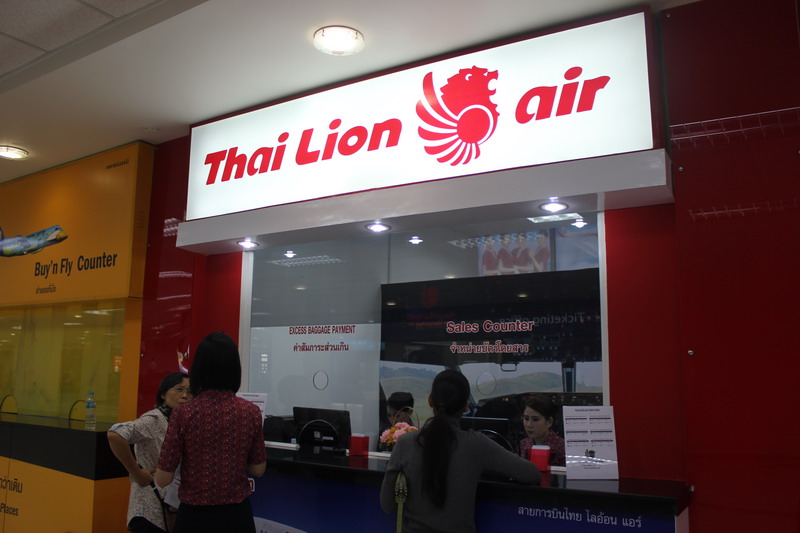 Thai Lion air
Buy'n Fly Counter
EXCESS BAGGAGE PAYMENT
ค่าสัมภาระส่วนเกิน
Sales Counter
จำหน่ายบัตรโดยสาร
Ticketing
สายการบินไทย ไลอ้อน แอร์
Places